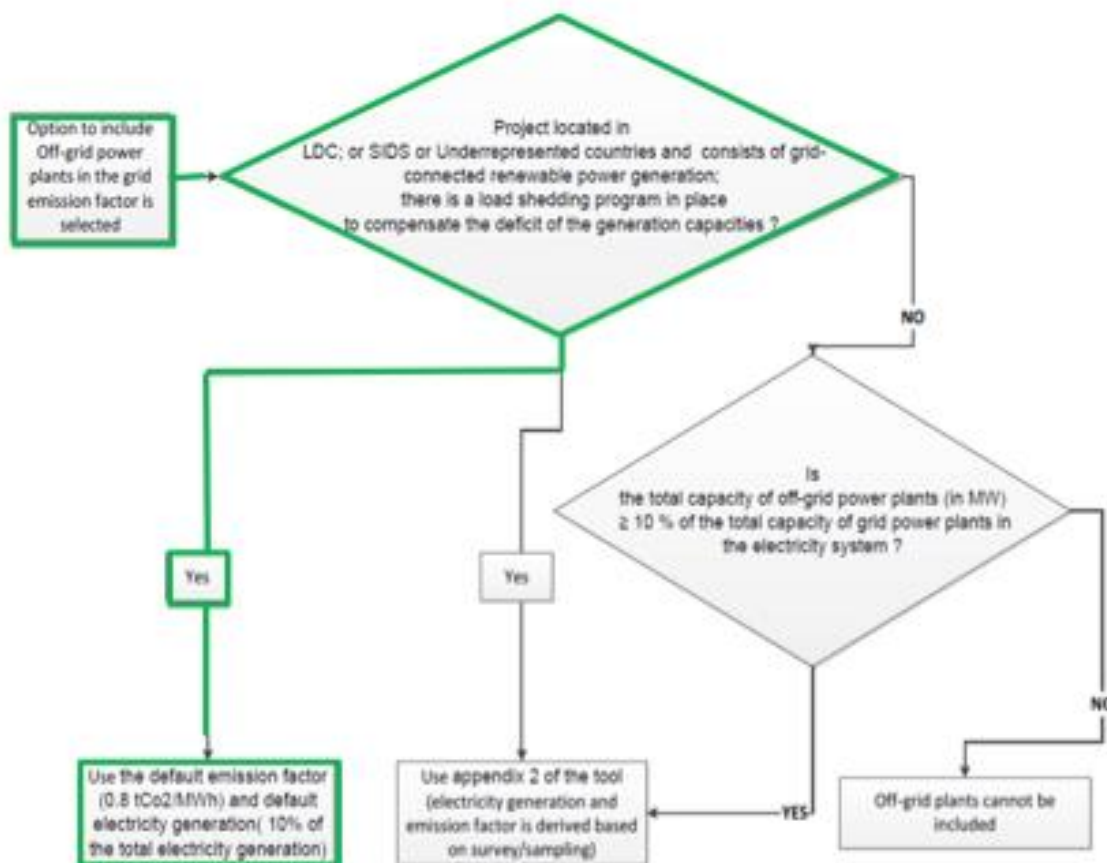 Option to include
Off-grid power
plants in the grid
emission factor is
selected
Project located in
LDC; or SIDS or Underrepresented countries and consists of grid-
connected renewable power generation;
there is a load shedding program in place
to compensate the deficit of the generation capacities ?
NO
Is
the total capacity of off-grid power plants (in MW)
≥ 10 % of the total capacity of grid power plants in
the electricity system ?
Yes
Yes
NO
YES
Use the default emission factor
(0.8 tCo2/MWh) and default
electricity generation( 10% of
the total electricity generation)
Use appendix 2 of the tool
(electricity generation and
emission factor is derived based
on survey/sampling)
Off-grid plants cannot be
included